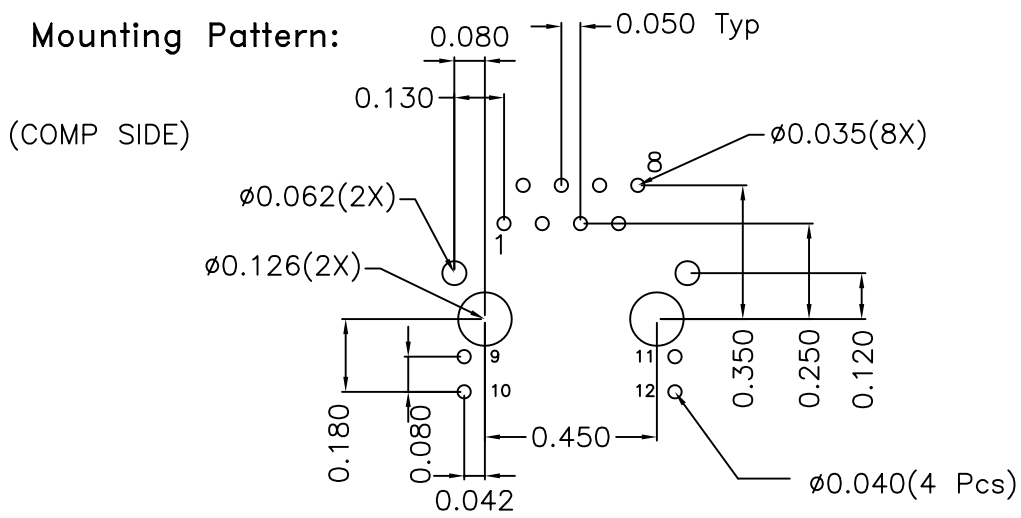 Mounting Pattern:
0.080
0.050 Typ
0.130
(COMP SIDE)
ø0.035(8X)
8
ø0.062(2X)
1
ø0.126(2X)
9
11
10
12
0.350
0.250
0.120
0.180
0.080
0.450
0.042
ø0.040(4 Pcs)